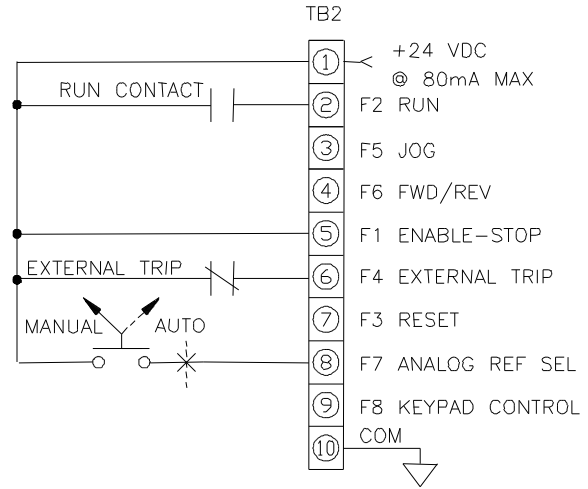 TB2
1 +24 VDC
@ 80mA MAX
RUN CONTACT 2 F2 RUN
3 F5 JOG
4 F6 FWD/REV
5 F1 ENABLE-STOP
EXTERNAL TRIP 6 F4 EXTERNAL TRIP
7 F3 RESET
MANUAL AUTO
8 F7 ANALOG REF SEL
9 F8 KEYPAD CONTROL
10 COM